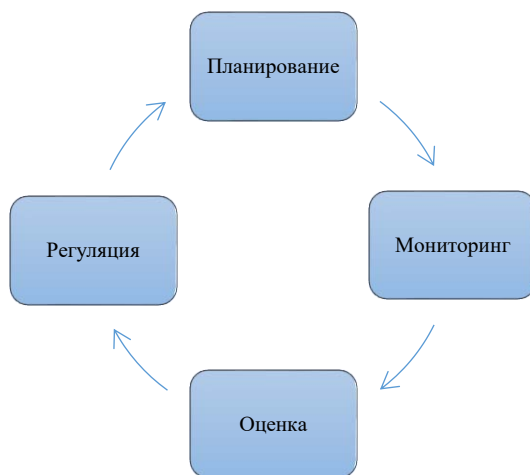 Планирование
Мониторинг
Оценка
Регуляция